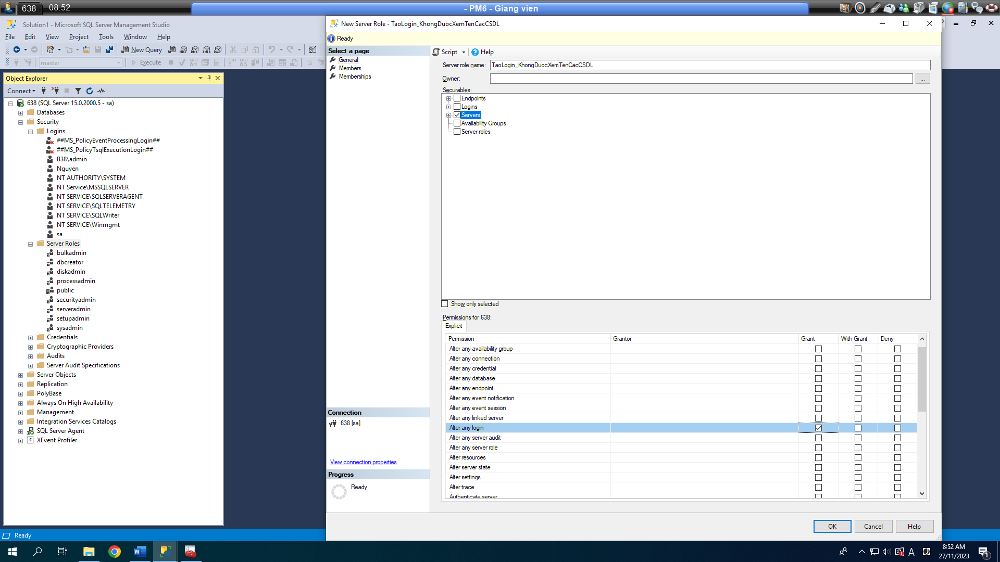 638
08:52
- PM6 - Giang vien
Solution1 - Microsoft SQL Server Management Studio
File Edit View Project Tools Window Help
New Query
MDX DMX XMLA DAX
master
Execute
Object Explorer
Connect
638 (SQL Server 15.0.2000.5 - sa)
Databases
Security
Logins
##MS_PolicyEventProcessingLogin##
##MS_PolicyTsqlExecutionLogin##
B38\admin
Nguyen
NT AUTHORITY\SYSTEM
NT Service\MSSQLSERVER
NT SERVICE\SQLSERVERAGENT
NT SERVICE\SQLTELEMETRY
NT SERVICE\SQLWriter
NT SERVICE\Winmgmt
sa
Server Roles
bulkadmin
dbcreator
diskadmin
processadmin
public
securityadmin
serveradmin
setupadmin
sysadmin
Credentials
Cryptographic Providers
Audits
Server Audit Specifications
Server Objects
Replication
PolyBase
Always On High Availability
Management
Integration Services Catalogs
SQL Server Agent
XEvent Profiler
Ready
New Server Role - TaoLogin_KhongDuocXemTenCacCSDL
Ready
Select a page
General
Members
Memberships
Connection
638 [sa]
View connection properties
Progress
Ready
Script
Help
Server role name: TaoLogin_KhongDuocXemTenCacCSDL
Owner:
...
Securables:
Endpoints
Logins
Servers
Availability Groups
Server roles
Show only selected
Permissions for 638:
Explicit
Permission Grantor Grant With Grant Deny
Alter any availability group
Alter any connection
Alter any credential
Alter any database
Alter any endpoint
Alter any event notification
Alter any event session
Alter any linked server
Alter any login
Alter any server audit
Alter any server role
Alter resources
Alter server state
Alter settings
Alter trace
Authenticate server
OK Cancel Help
A
8:52 AM
27/11/2023
1